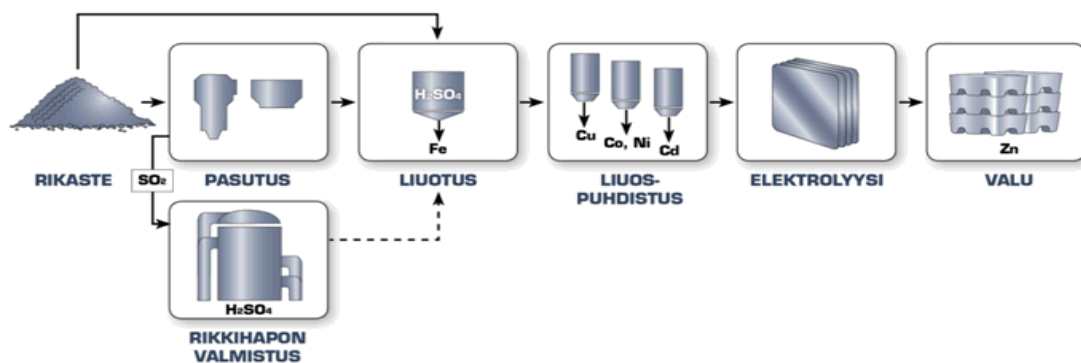 H₂SO₄
Fe
Cu
Co, Ni
Cd
Zn
RIKASTE
SO₂
PASUTUS
LIUOTUS
LIUOS-
PUHDISTUS
ELEKTROLYYSI
VALU
H₂SO₄
RIKKIHAPON
VALMISTUS